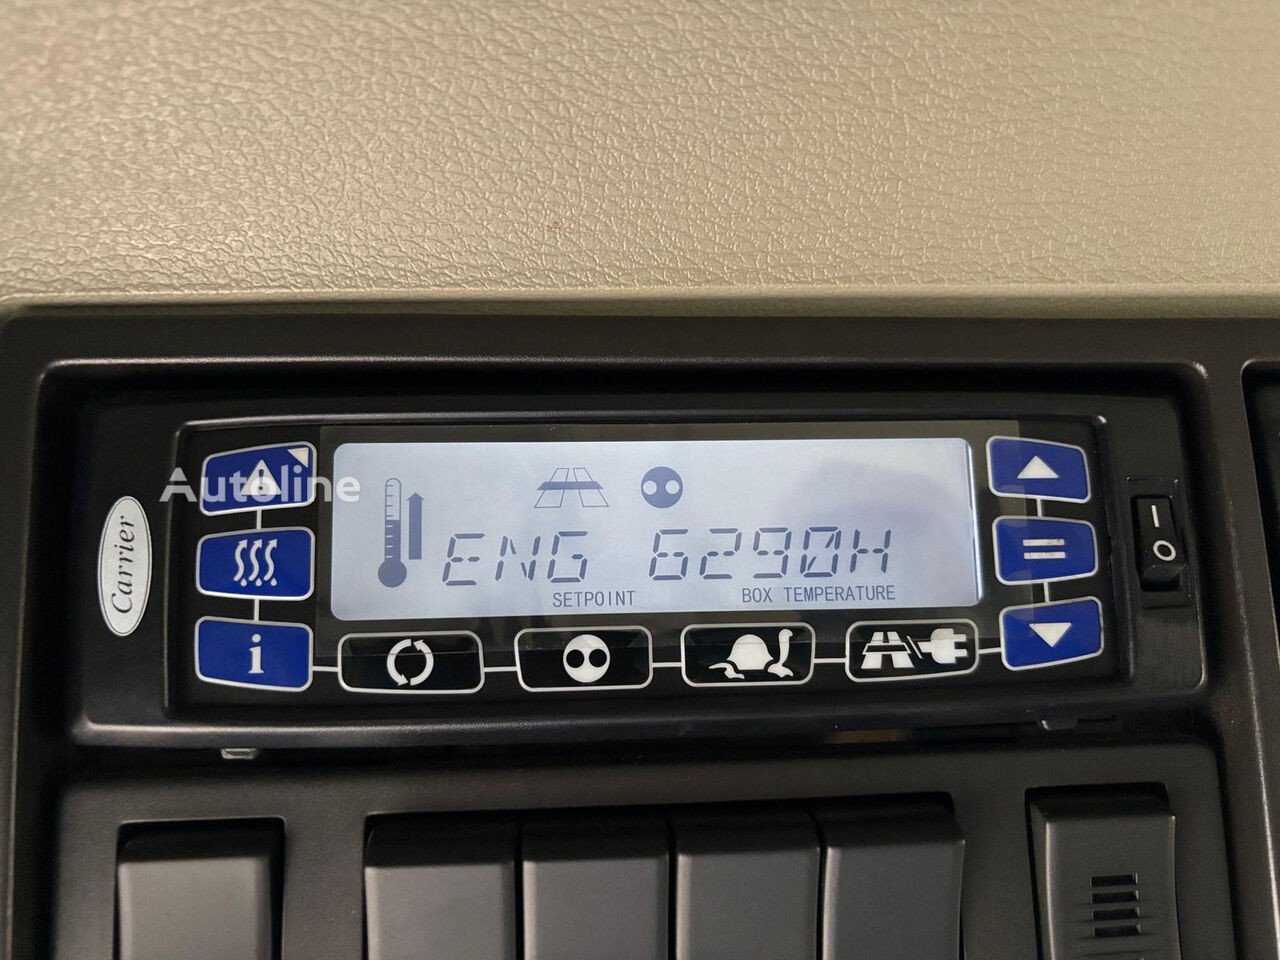 Autoline
Carrier
ENG 6290H
SETPOINT BOX TEMPERATURE
i
I
O